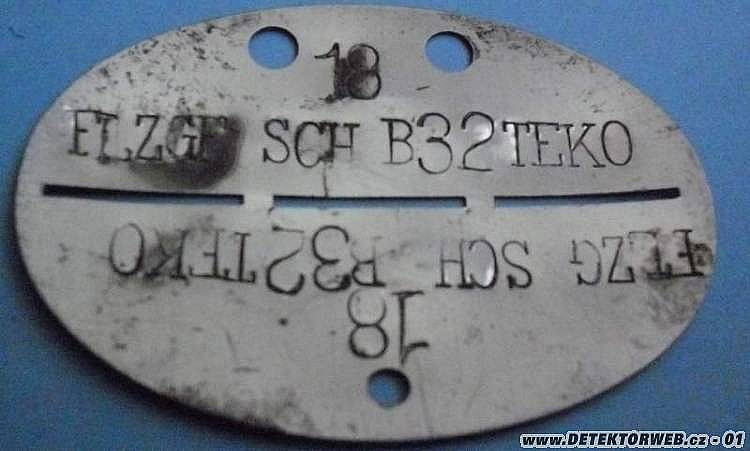 18
FLZGF SCH B32TEKO
FLZG SCH B32TEKO
18
www.DETEKTORWEB.cz - 01